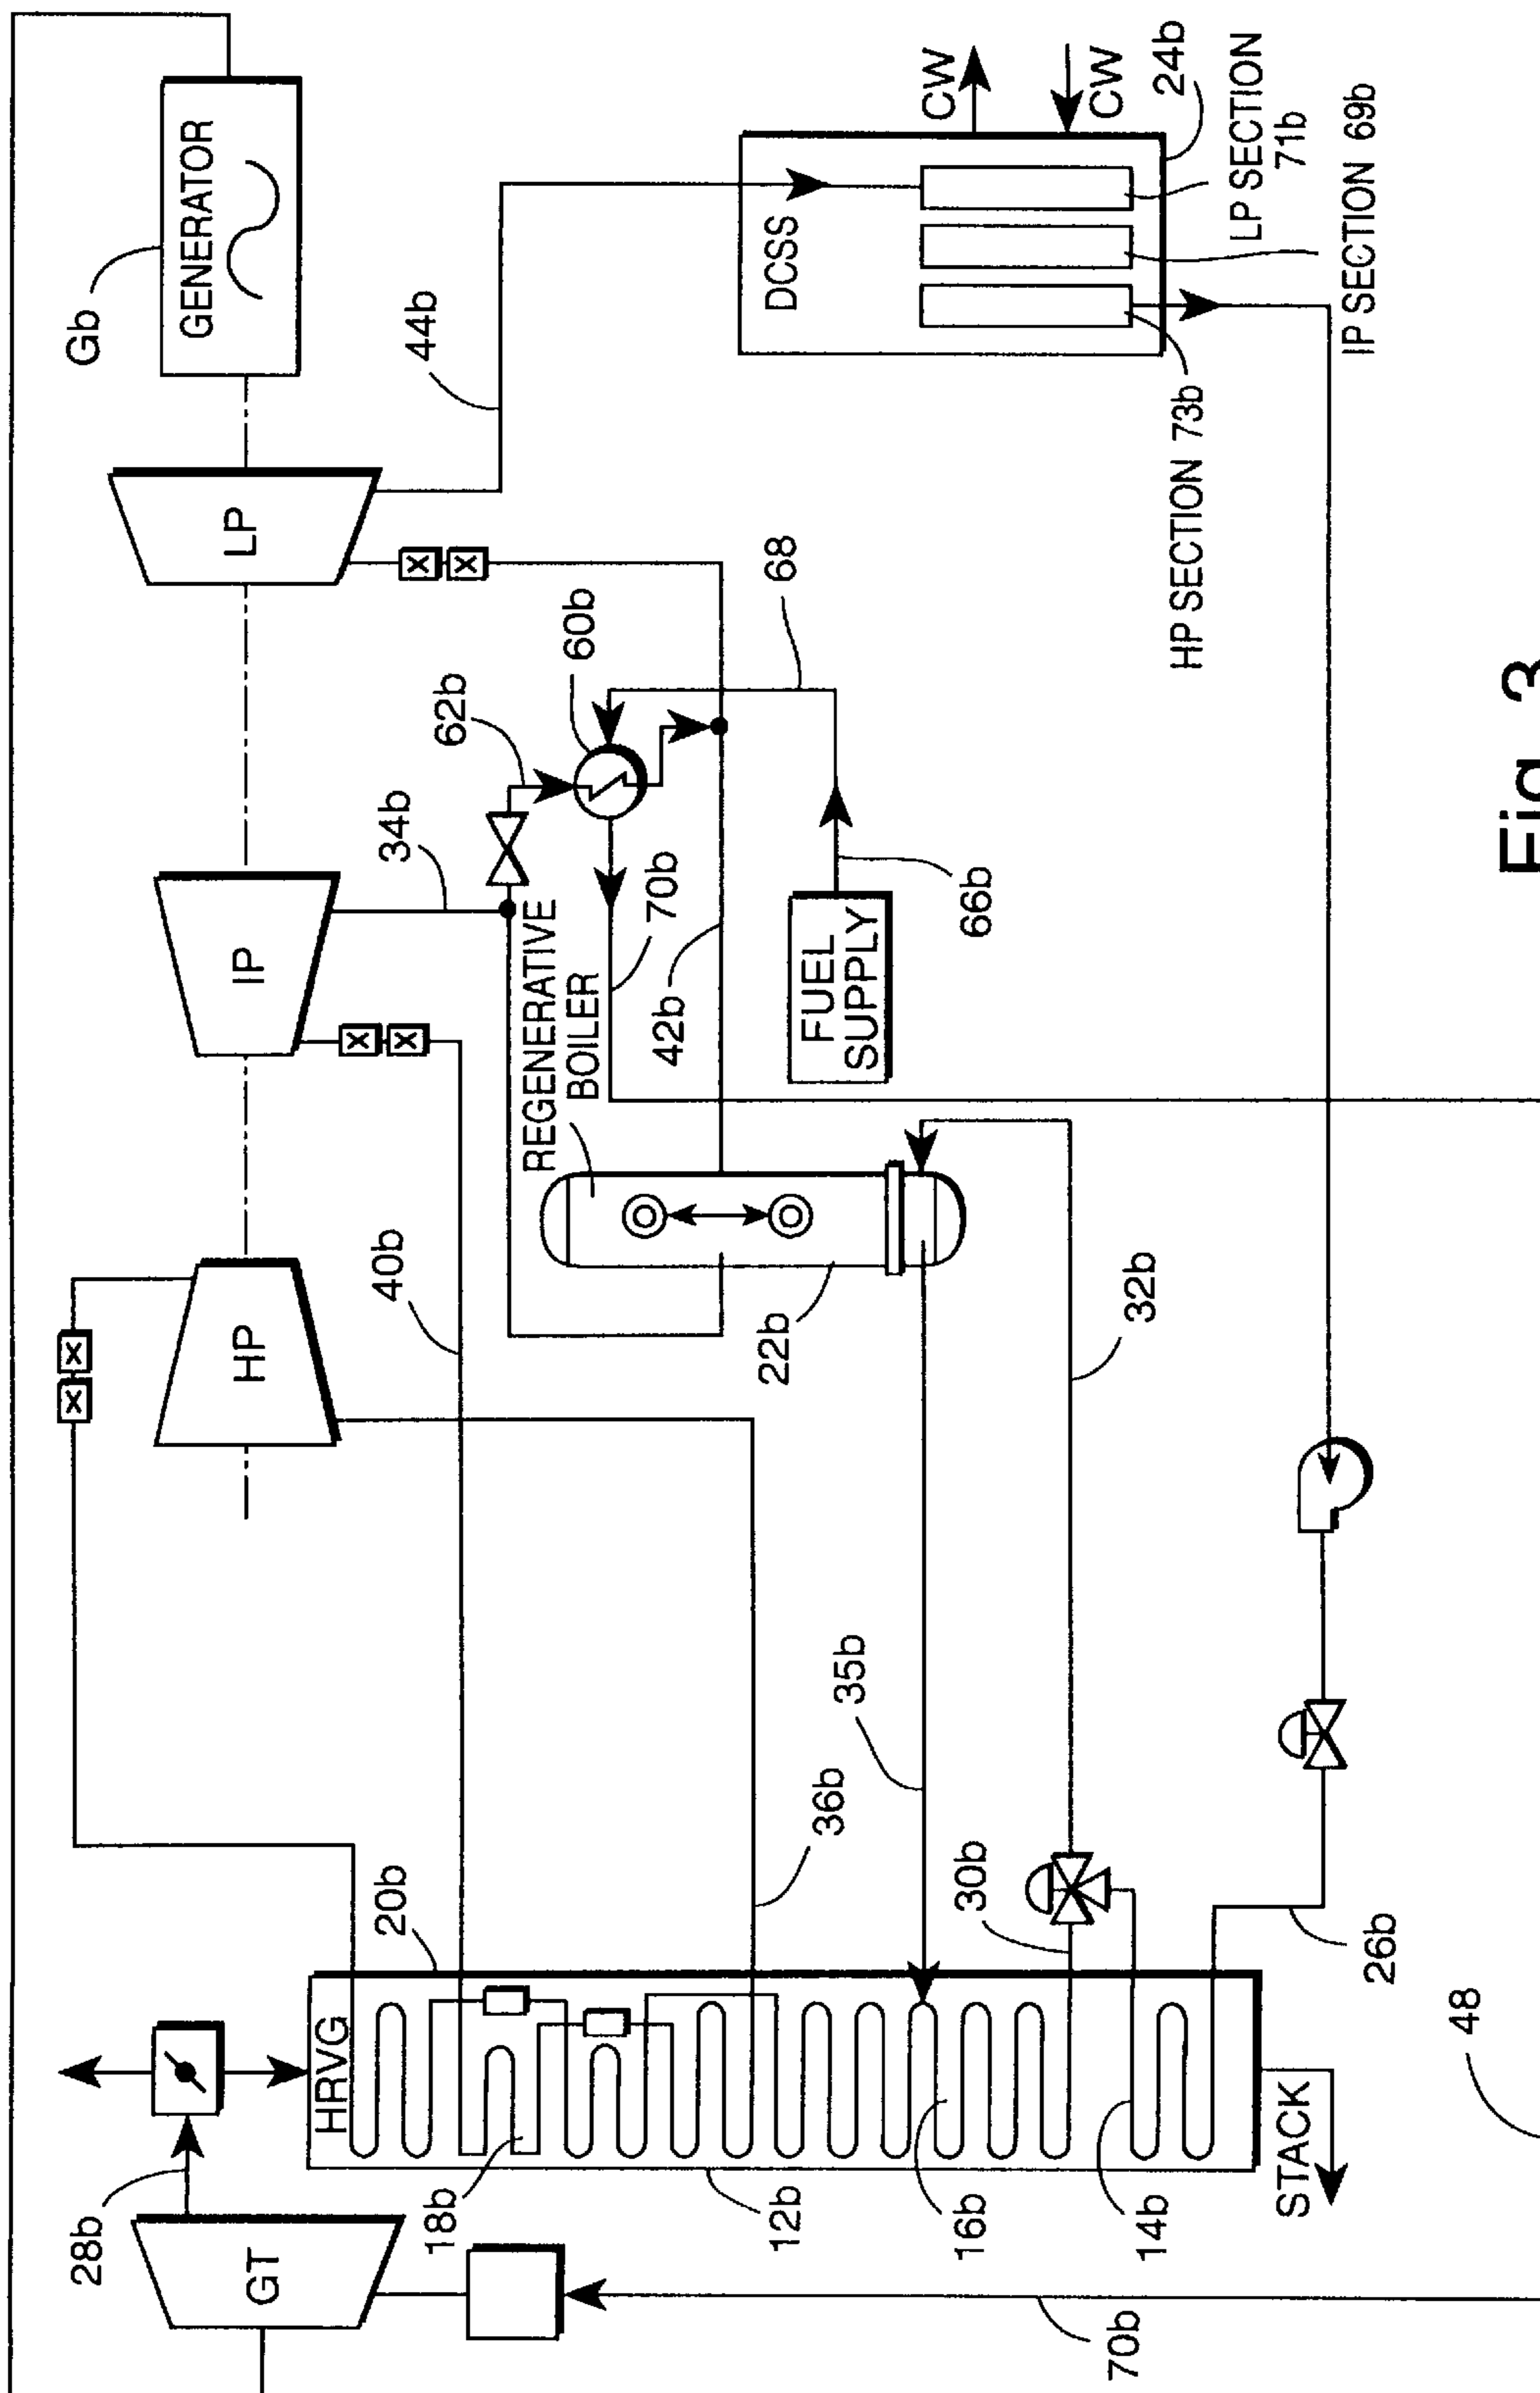 Gb
GENERATOR
LP
IP
HP
GT
28b
HRVG
20b
18b
12b
16b
14b
STACK
70b
48
26b
30b
36b
35b
40b
32b
22b
REGENERATIVE
BOILER
34b
62b
60b
70b
42b
FUEL
SUPPLY
66b
68
44b
DCSS
CW
CW
24b
LP SECTION
71b
IP SECTION 69b
HP SECTION 73b
X
X
X
X
X
X
Fig. 3